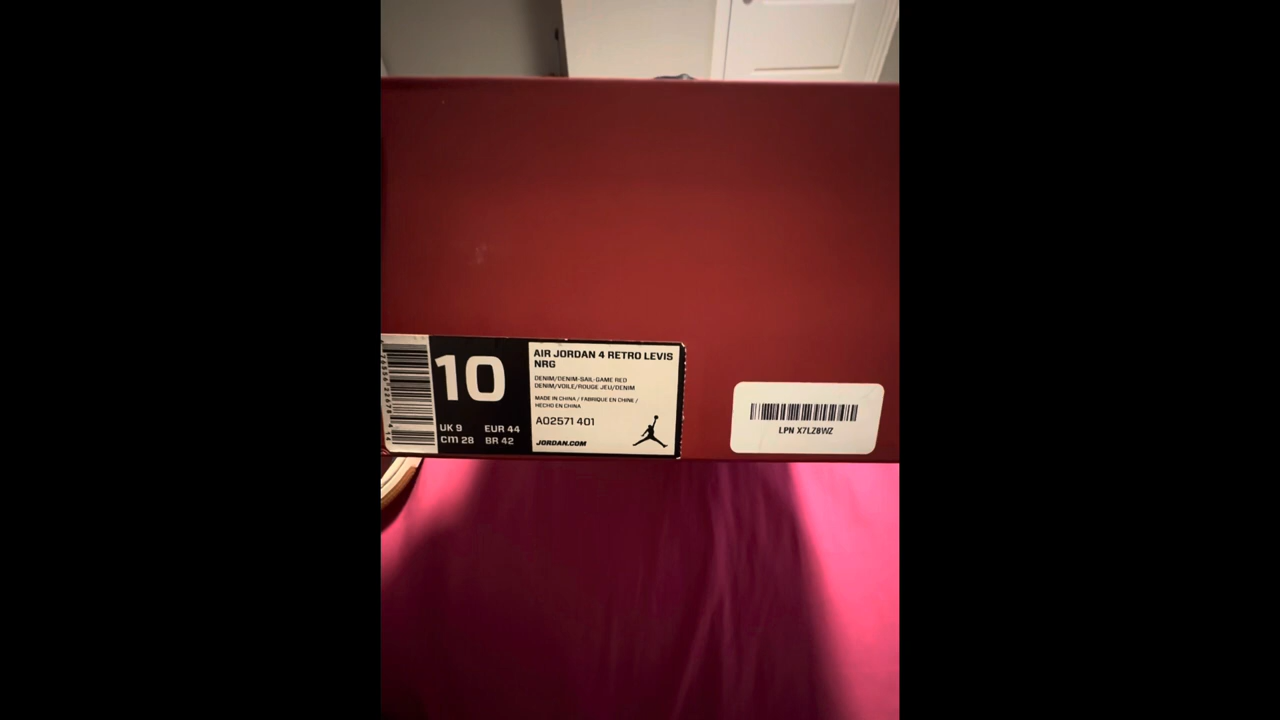 10
UK 9 EUR 44
cm 28 BR 42
AIR JORDAN 4 RETRO LEVIS
NRG
DENIM/DENIM-SAIL-GAME RED
DENIM/VOILE/ROUGE JEU/DENIM
MADE IN CHINA / FABRIQUE EN CHINE /
HECHO EN CHINA
AO2571 401
JORDAN.COM
LPN X7LZ8WZ